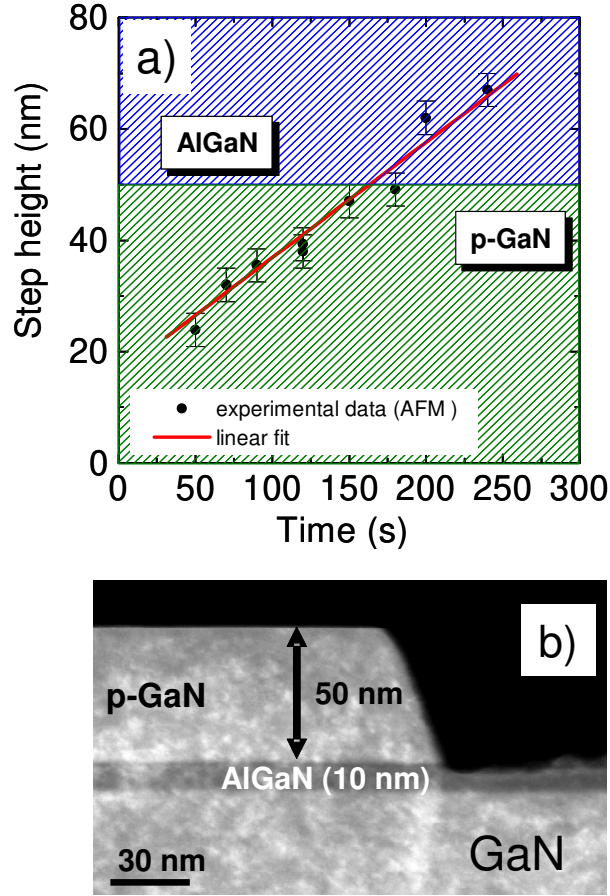 80
a)
60
AlGaN
p-GaN
40
20
experimental data (AFM )
linear fit
0
0 50 100 150 200 250 300
Step height (nm)
Time (s)
b)
p-GaN
50 nm
AlGaN (10 nm)
30 nm
GaN